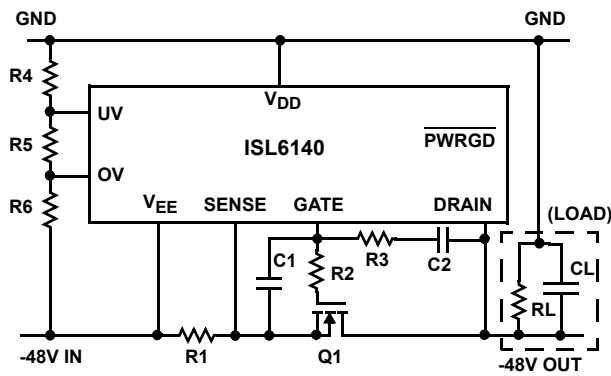 GND GND
R4
UV
VDD
R5
ISL6140
PWRGD
OV
R6
VEE SENSE GATE DRAIN
(LOAD)
C1
R2
R3
C2
CL
RL
-48V IN
R1
Q1
-48V OUT